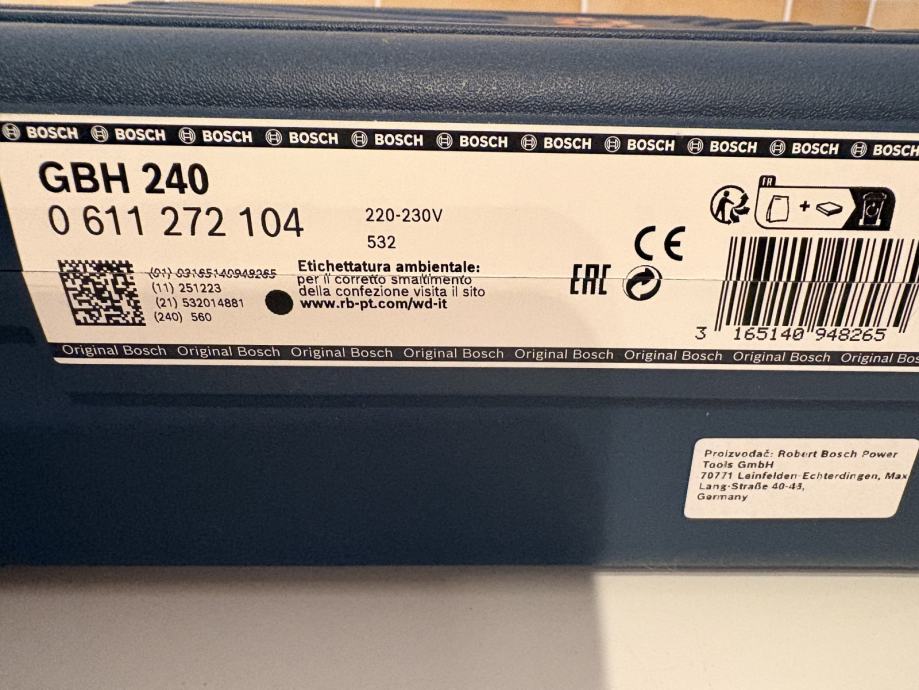 BOSCH BOSCH BOSCH BOSCH BOSCH BOSCH BOSCH BOSCH BOSCH BOSCH BOSCH
GBH 240
0 611 272 104
220-230V
532
FR
+
CE
(01) 03165140948265
(11) 251223
(21) 532014881
(240) 560
Etichettatura ambientale:
per il corretto smaltimento
della confezione visita il sito
www.rb-pt.com/wd-it
EAC
3 165140 948265
Original Bosch Original Bosch Original Bosch Original Bosch Original Bosch Original Bosch Original Bosch Original Bos
Proizvođač: Robert Bosch Power
Tools GmbH
70771 Leinfelden-Echterdingen, Max
Lang-Straße 40-43,
Germany